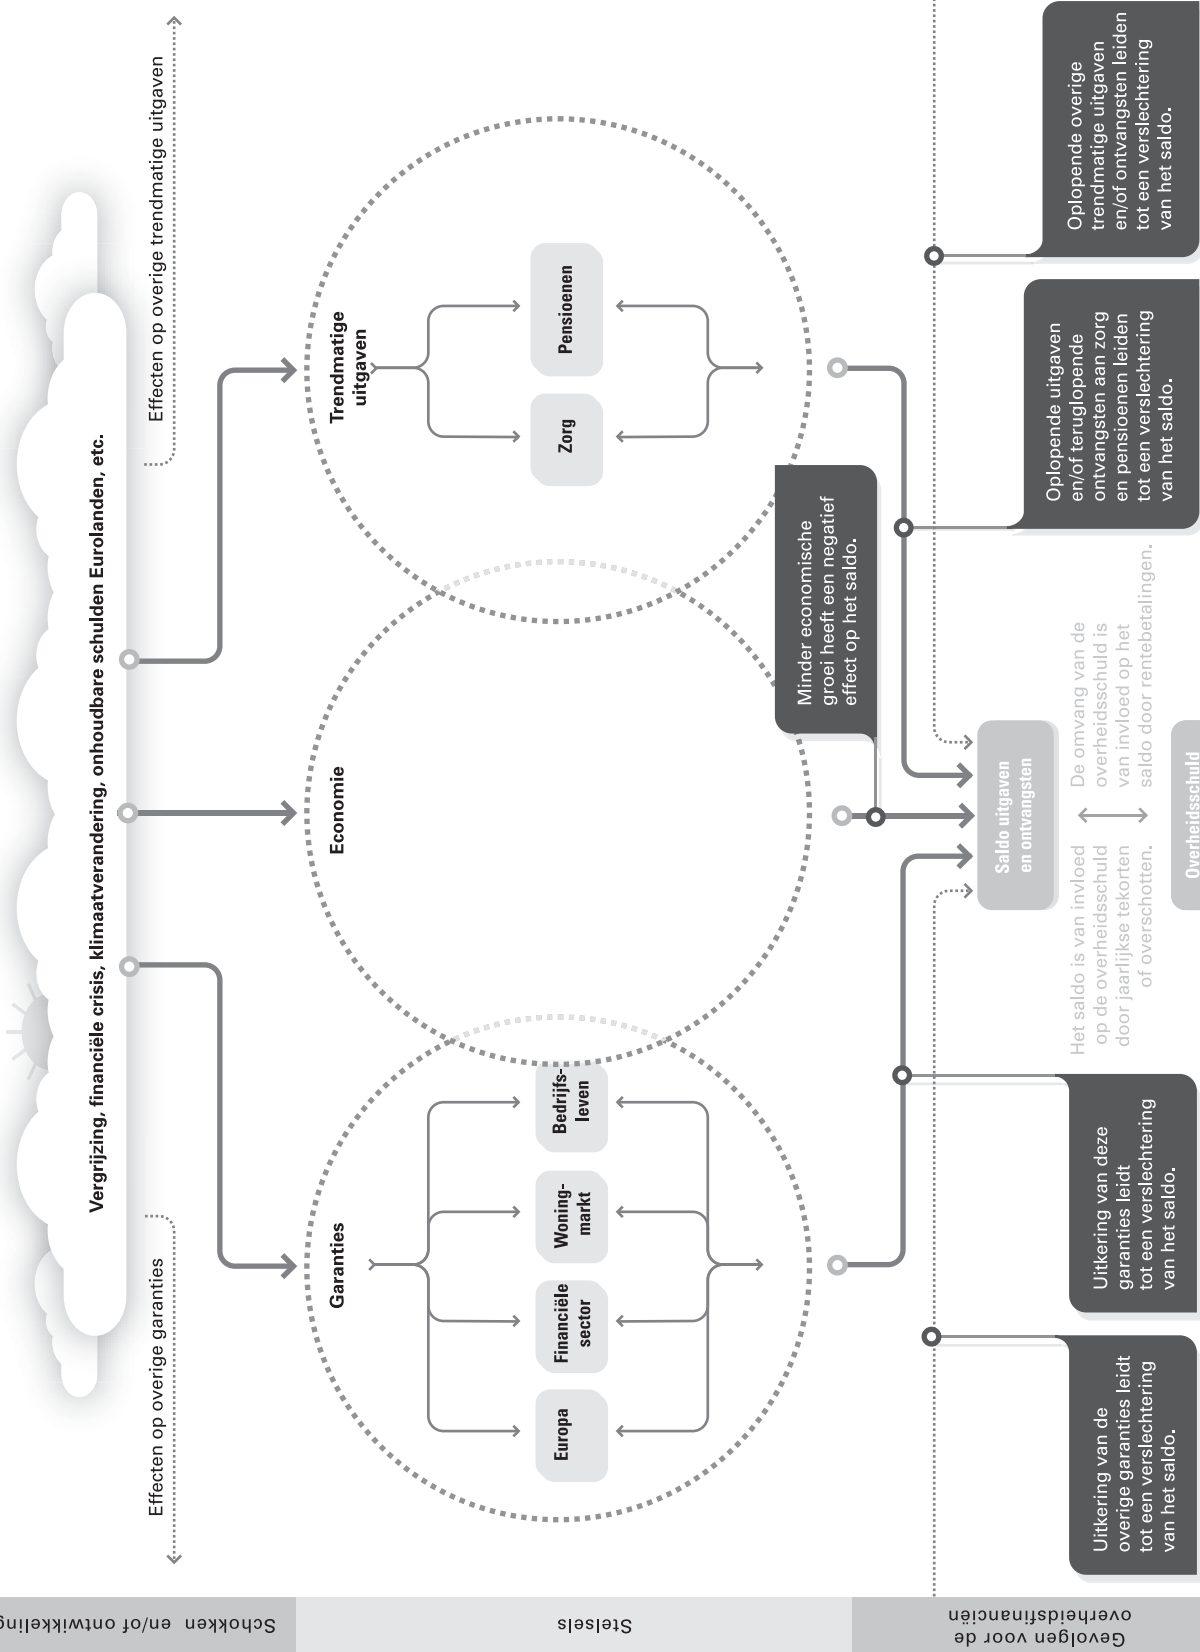 Schokken en/of ontwikkeling
Vergrijzing, financiële crisis, klimaatverandering, onhoudbare schulden Eurolanden, etc.
Effecten op overige garanties
Effecten op overige trendmatige uitgaven
Stelsels
Garanties
Europa
Financiële
sector
Woning-
markt
Bedrijfs-
leven
Economie
Trendmatige
uitgaven
Zorg
Pensioenen
Gevolgen voor de
overheidsfinanciën
Minder economische
groei heeft een negatief
effect op het saldo.
Saldo uitgaven
en ontvangsten
Uitkering van de
overige garanties leidt
tot een verslechtering
van het saldo.
Uitkering van deze
garanties leidt
tot een verslechtering
van het saldo.
Het saldo is van invloed
op de overheidsschuld
door jaarlijkse tekorten
of overschotten.
De omvang van de
overheidsschuld is
van invloed op het
saldo door rentebetalingen.
Oplopende uitgaven
en/of teruglopende
ontvangsten aan zorg
en pensioenen leiden
tot een verslechtering
van het saldo.
Oplopende overige
trendmatige uitgaven
en/of ontvangsten leiden
tot een verslechtering
van het saldo.
Overheidsschuld